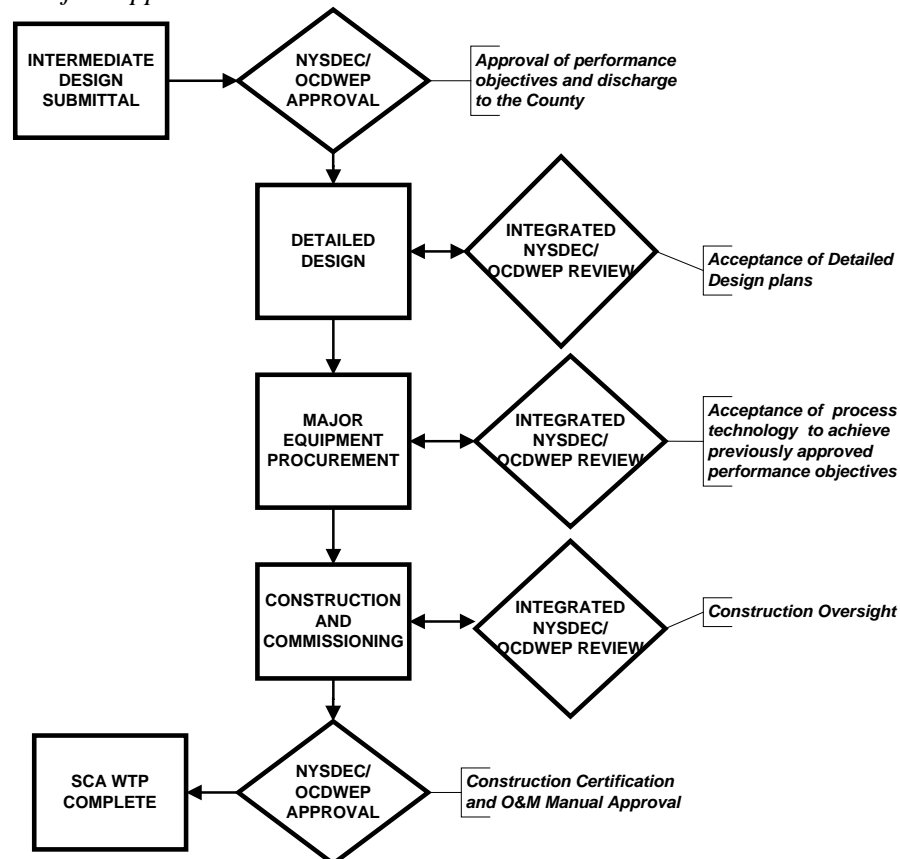 INTERMEDIATE
DESIGN
SUBMITTAL
NYSDEC/
OCDWEP
APPROVAL
Approval of performance
objectives and discharge
to the County
DETAILED
DESIGN
INTEGRATED
NYSDEC/
OCDWEP REVIEW
Acceptance of Detailed
Design plans
MAJOR
EQUIPMENT
PROCUREMENT
INTEGRATED
NYSDEC/
OCDWEP REVIEW
Acceptance of process
technology to achieve
previously approved
performance objectives
CONSTRUCTION
AND
COMMISSIONING
INTEGRATED
NYSDEC/
OCDWEP REVIEW
Construction Oversight
SCA WTP
COMPLETE
NYSDEC/
OCDWEP
APPROVAL
Construction Certification
and O&M Manual Approval